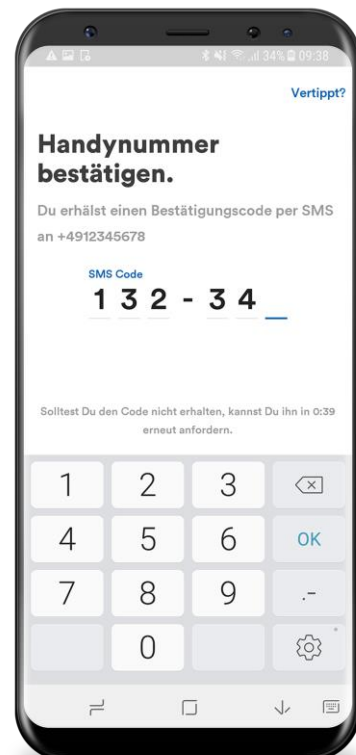 34% 09:38
Vertippt?
Handynummer
bestätigen.
Du erhälst einen Bestätigungscode per SMS
an +4912345678
SMS Code
132-34_
Solltest Du den Code nicht erhalten, kannst Du ihn in 0:39
erneut anfordern.
1 2 3
4 5 6 OK
7 8 9 .-
0